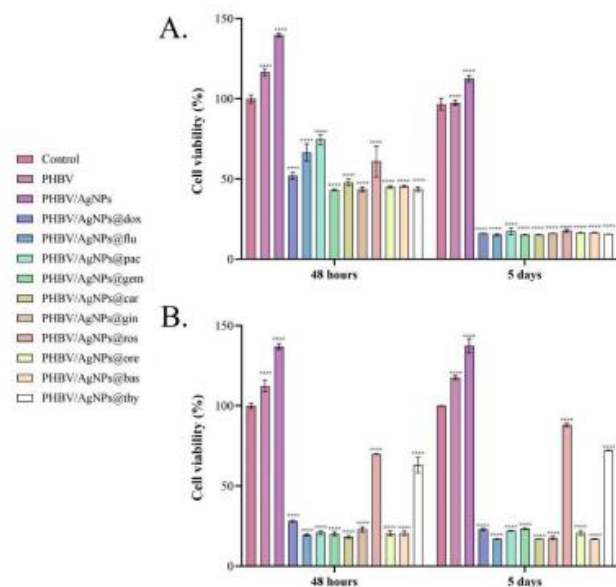 A.
150
100
50
0
Cell viability (%)
48 hours
5 days
Control
PHBV
PHBV/AgNPs
PHBV/AgNPs@dox
PHBV/AgNPs@flu
PHBV/AgNPs@pac
PHBV/AgNPs@gem
PHBV/AgNPs@car
PHBV/AgNPs@gin
PHBV/AgNPs@ros
PHBV/AgNPs@ore
PHBV/AgNPs@bas
PHBV/AgNPs@thy
B.
150
100
50
0
Cell viability (%)
48 hours
5 days